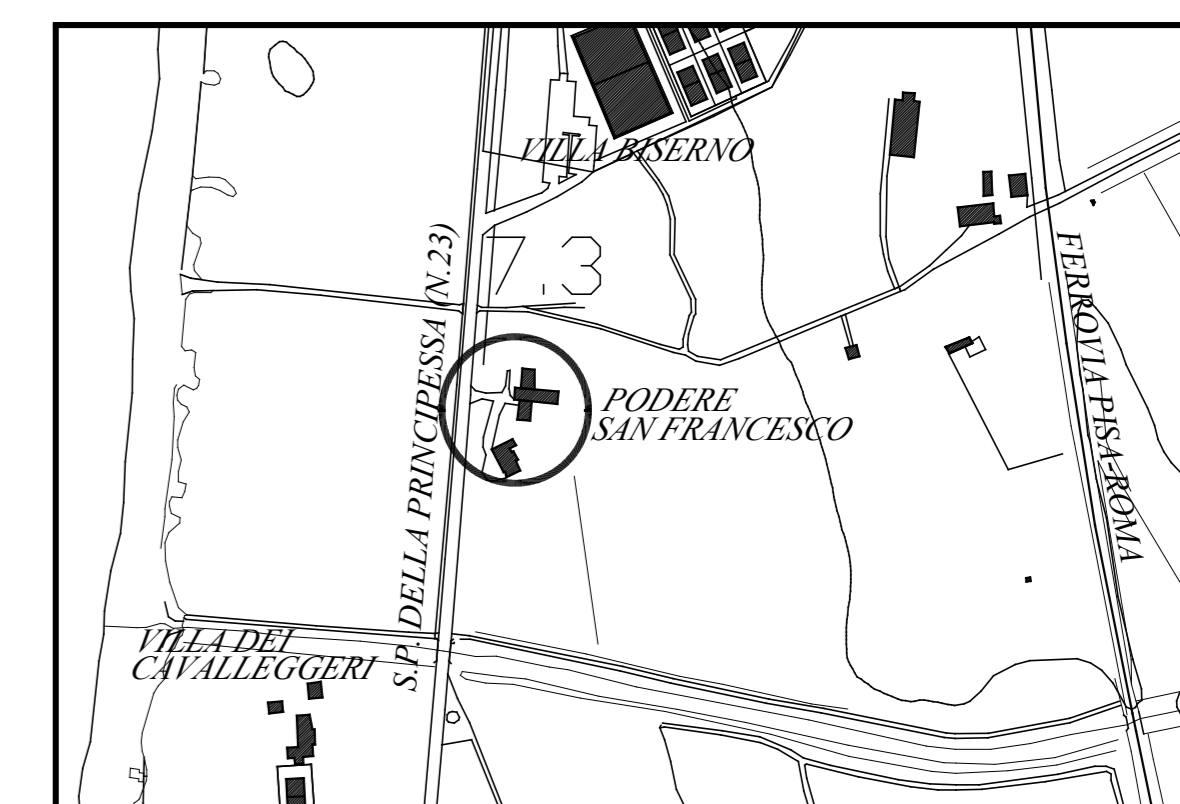 VILLA BISERNO
7.3
S.P. DELLA PRINCIPESSA (N.23)
FERROVIA PISA-ROMA
PODERE
SAN FRANCESCO
VILLA DEI
CAVALLEGGERI